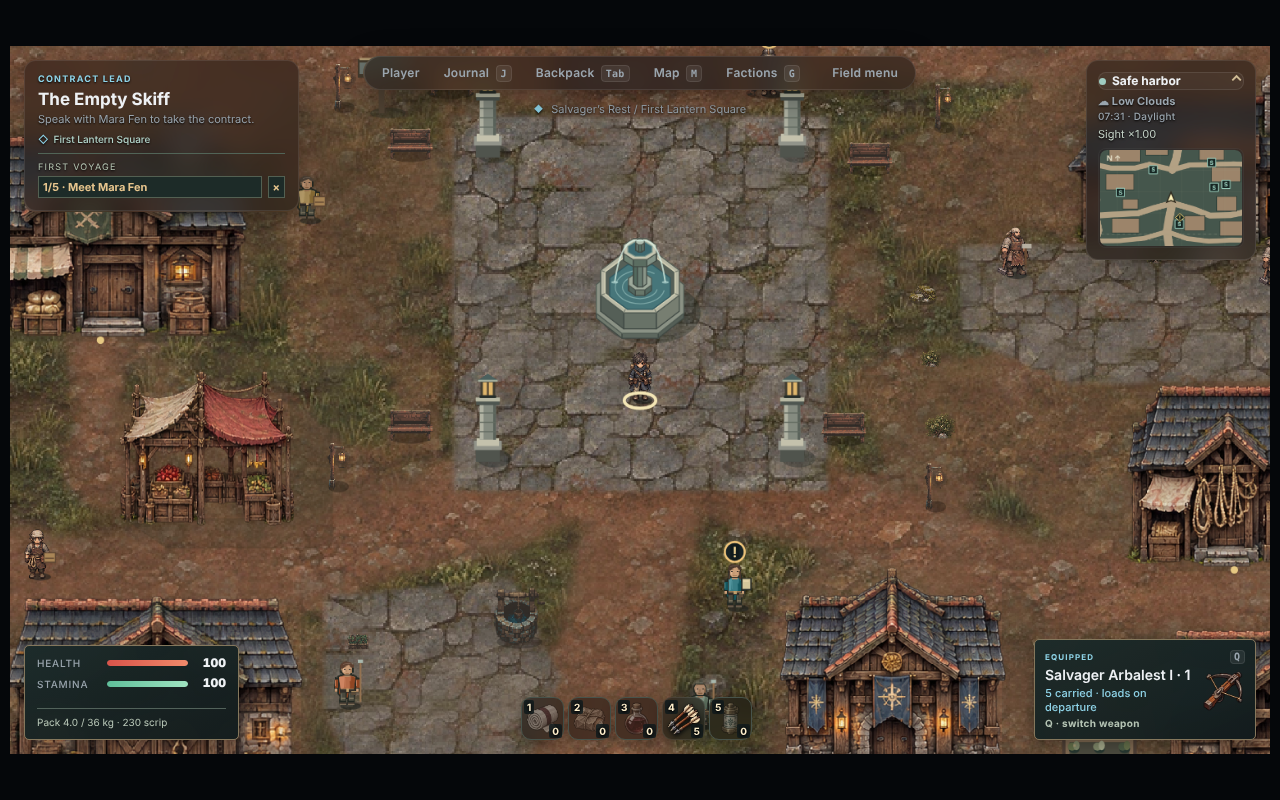 CONTRACT LEAD
The Empty Skiff
Speak with Mara Fen to take the contract.
First Lantern Square
FIRST VOYAGE
1/5 · Meet Mara Fen
×
Player Journal J Backpack Tab Map M Factions G Field menu
Salvager's Rest / First Lantern Square
Safe harbor
Low Clouds
07:31 · Daylight
Sight ×1.00
N
S
S
S
S
S
S
!
HEALTH 100
STAMINA 100
Pack 4.0 / 36 kg · 230 scrip
1 2 3 4 5
0 0 0 5 0
EQUIPPED Q
Salvager Arbalest I · 1
5 carried · loads on
departure
Q · switch weapon